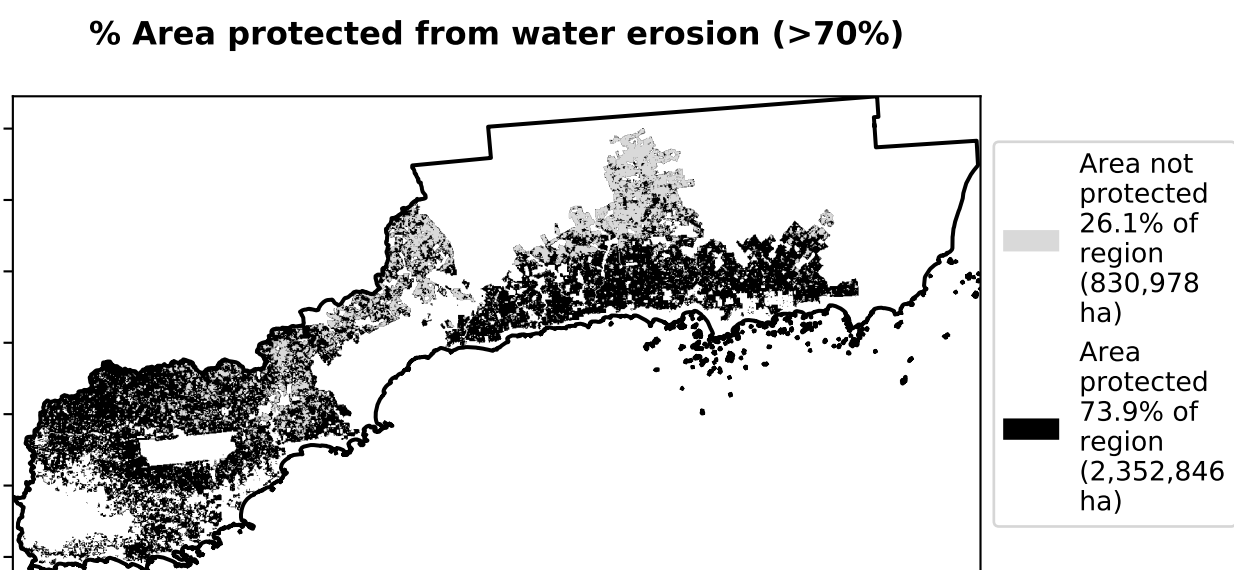 % Area protected from water erosion (>70%)
Area not
protected
26.1% of
region
(830,978
ha)
Area
protected
73.9% of
region
(2,352,846
ha)